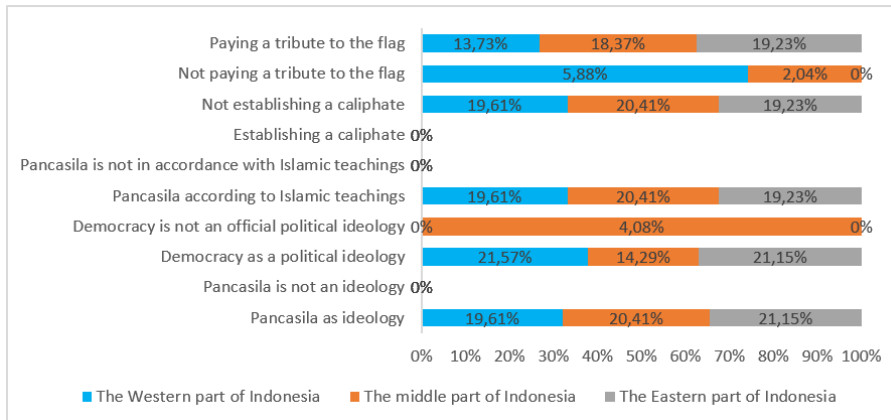 Paying a tribute to the flag 13,73% 18,37% 19,23%
Not paying a tribute to the flag 5,88% 2,04% 0%
Not establishing a caliphate 19,61% 20,41% 19,23%
Establishing a caliphate 0%
Pancasila is not in accordance with Islamic teachings 0%
Pancasila according to Islamic teachings 19,61% 20,41% 19,23%
Democracy is not an official political ideology 0% 4,08% 0%
Democracy as a political ideology 21,57% 14,29% 21,15%
Pancasila is not an ideology 0%
Pancasila as ideology 19,61% 20,41% 21,15%
0% 10% 20% 30% 40% 50% 60% 70% 80% 90% 100%
The Western part of Indonesia The middle part of Indonesia The Eastern part of Indonesia